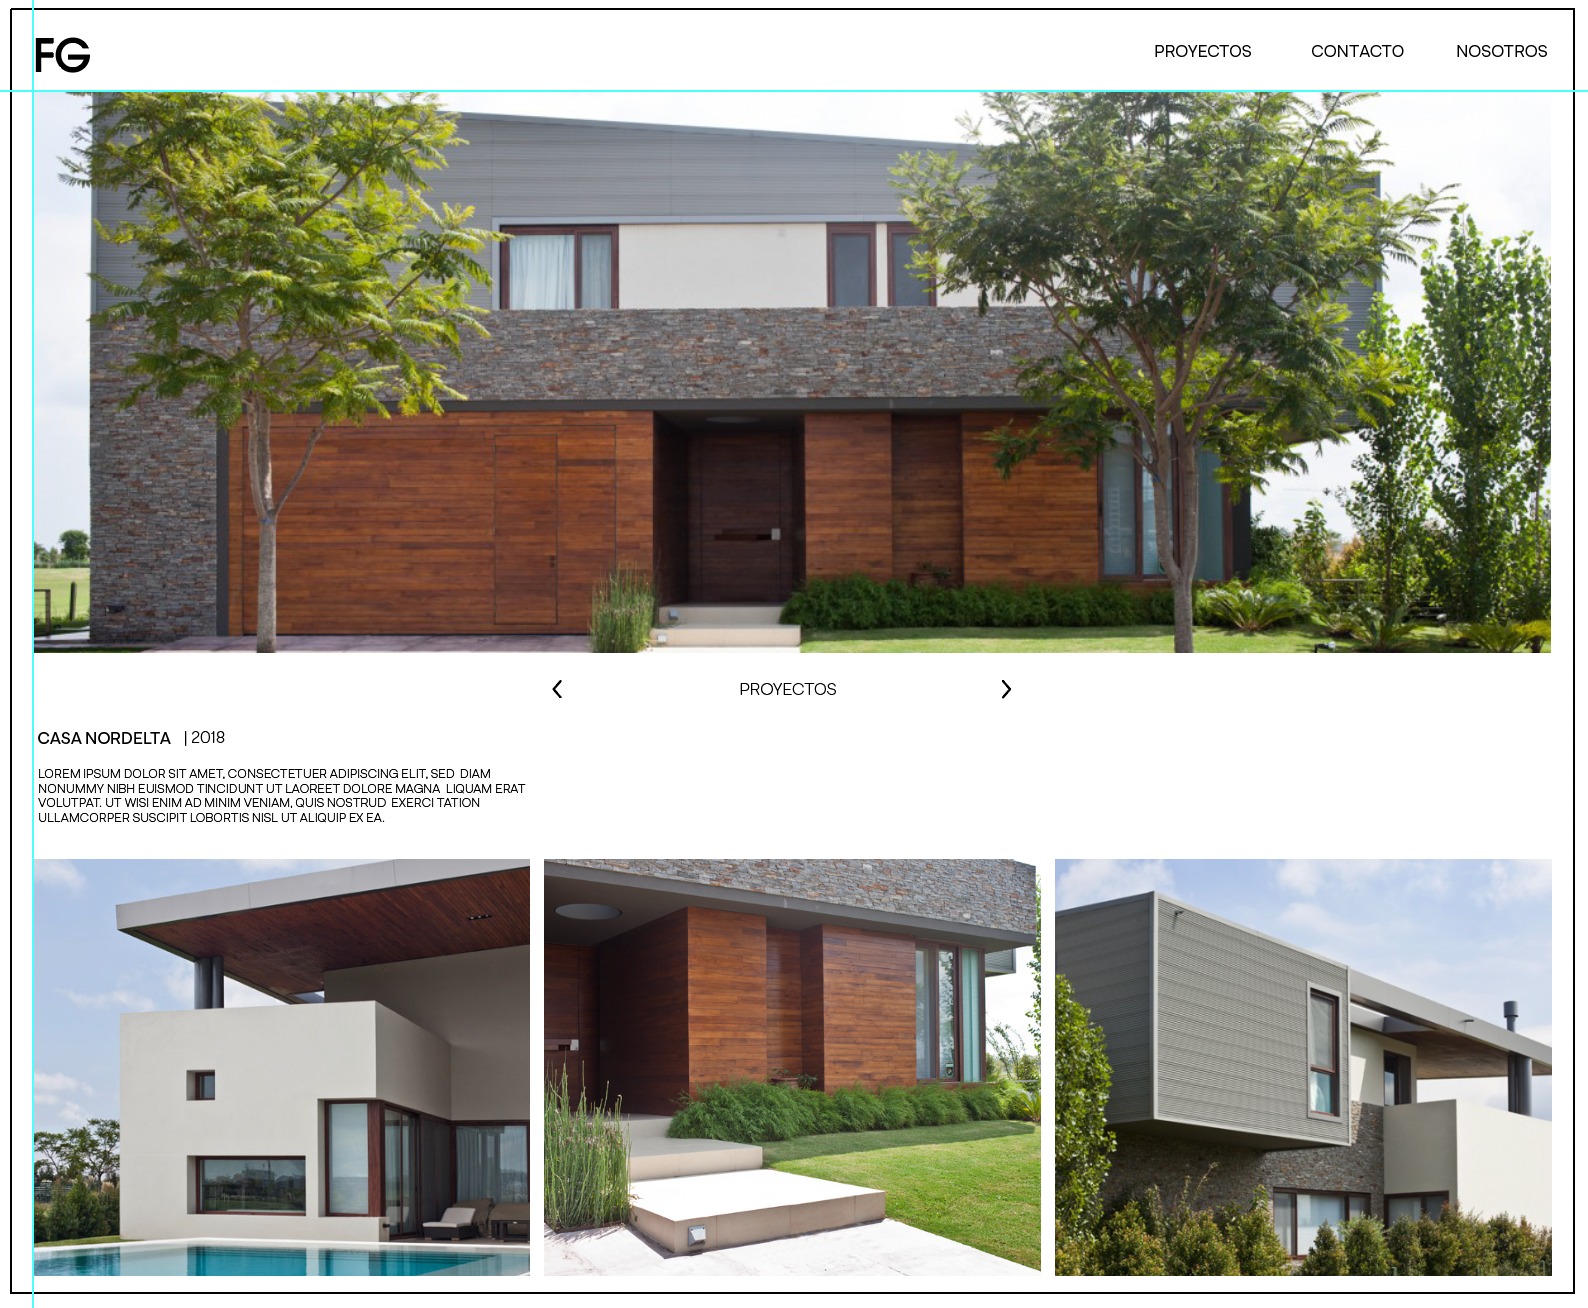 FG
PROYECTOS CONTACTO NOSOTROS
PROYECTOS
CASA NORDELTA | 2018
LOREM IPSUM DOLOR SIT AMET, CONSECTETUER ADIPISCING ELIT, SED DIAM
NONUMMY NIBH EUISMOD TINCIDUNT UT LAOREET DOLORE MAGNA LIQUAM ERAT
VOLUTPAT. UT WISI ENIM AD MINIM VENIAM, QUIS NOSTRUD EXERCI TATION
ULLAMCORPER SUSCIPIT LOBORTIS NISL UT ALIQUIP EX EA.